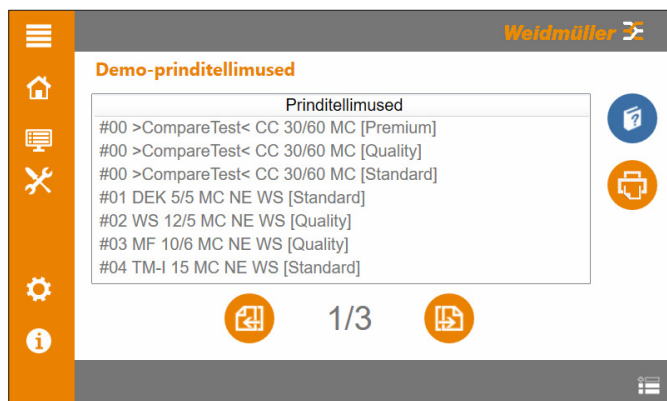 Weidmüller
Demo-prinditellimused
Prinditellimused
#00 >CompareTest< CC 30/60 MC [Premium]
#00 >CompareTest< CC 30/60 MC [Quality]
#00 >CompareTest< CC 30/60 MC [Standard]
#01 DEK 5/5 MC NE WS [Standard]
#02 WS 12/5 MC NE WS [Quality]
#03 MF 10/6 MC NE WS [Quality]
#04 TM-I 15 MC NE WS [Standard]
1/3